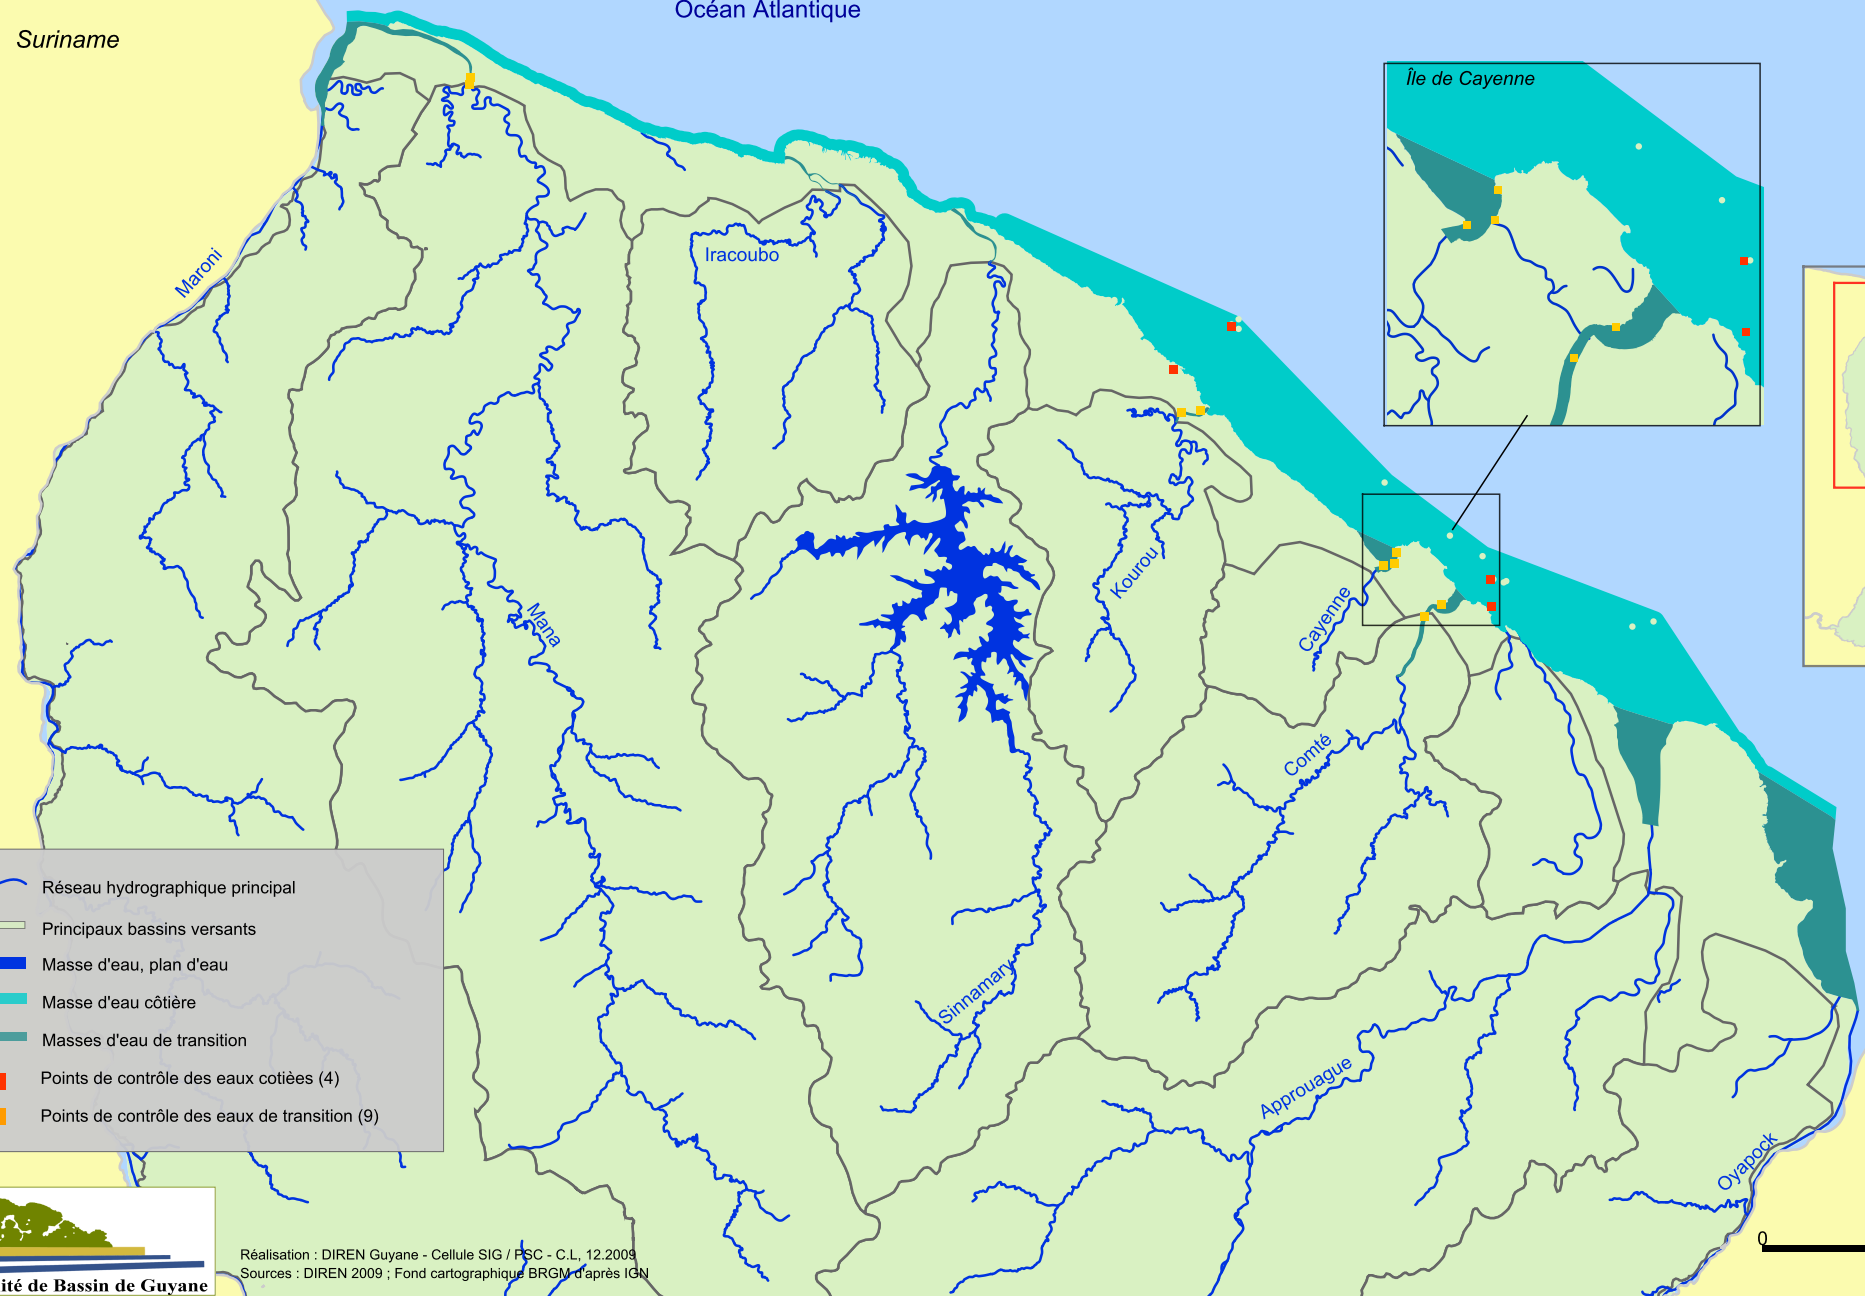 Océan Atlantique
Suriname
Île de Cayenne
Maroni
Iracoubo
Kourou
Cayenne
Mana
Comté
Sinnamary
Approuague
Oyapock
Réseau hydrographique principal
Principaux bassins versants
Masse d'eau, plan d'eau
Masse d'eau côtière
Masses d'eau de transition
Points de contrôle des eaux cotièes (4)
Points de contrôle des eaux de transition (9)
0
Réalisation : DIREN Guyane - Cellule SIG / PSC - C.L, 12.2009
Sources : DIREN 2009 ; Fond cartographique BRGM d'après IGN
ité de Bassin de Guyane